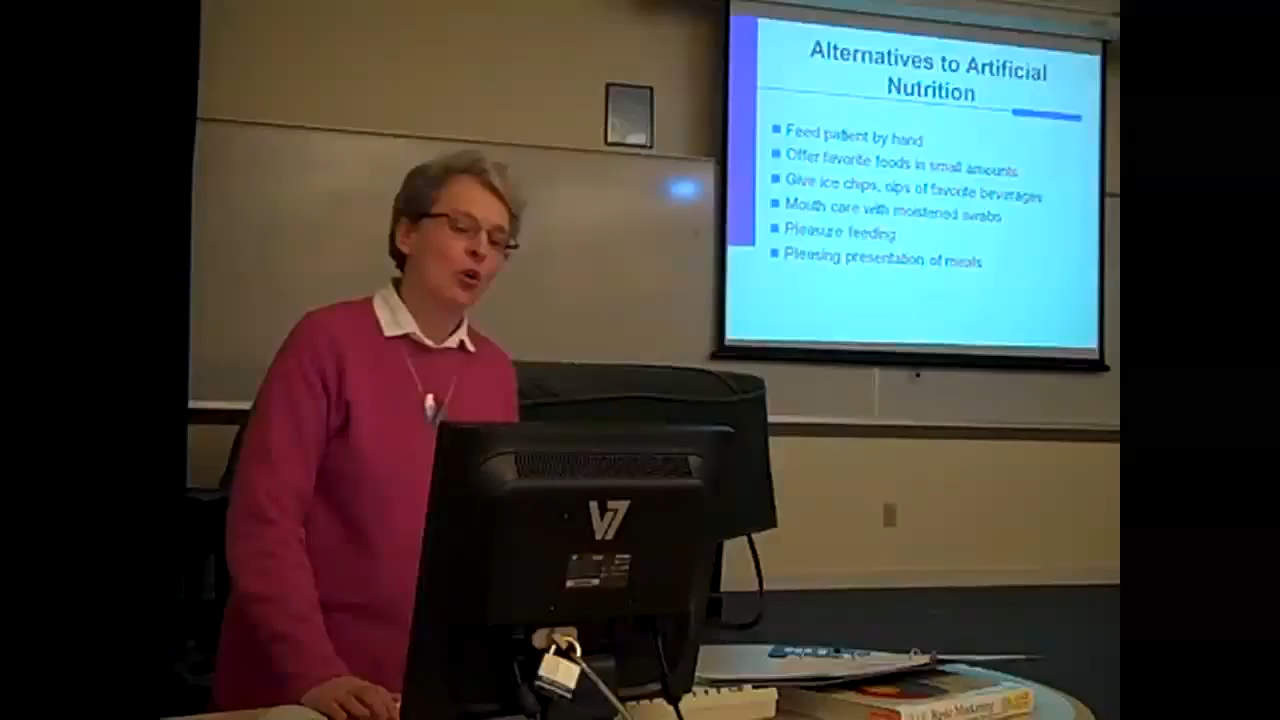 Alternatives to Artificial
Nutrition
Feed patient by hand
Offer favorite foods in small amounts
Give ice chips, sips of favorite beverages
Mouth care with moistened swabs
Pleasure feeding
Pleasing presentation of meals
V7
Marketing